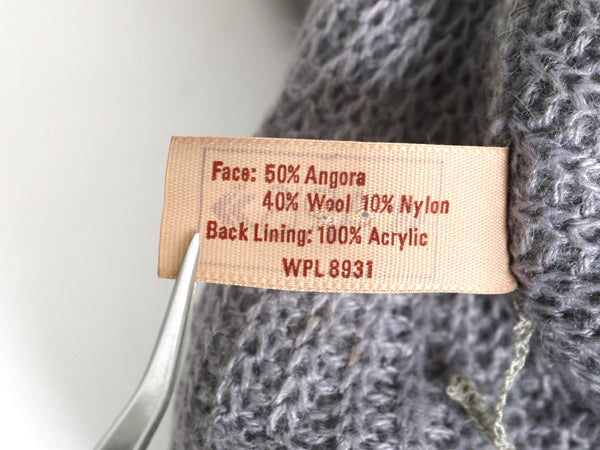 Face: 50% Angora
40% Wool 10% Nylon
Back Lining: 100% Acrylic
WPL 8931